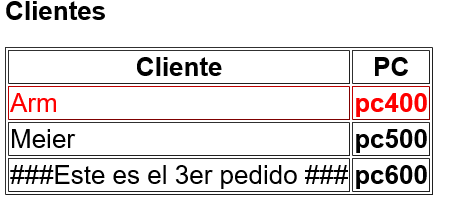 Clientes
Cliente PC
Arm pc400
Meier pc500
###Este es el 3er pedido ### pc600